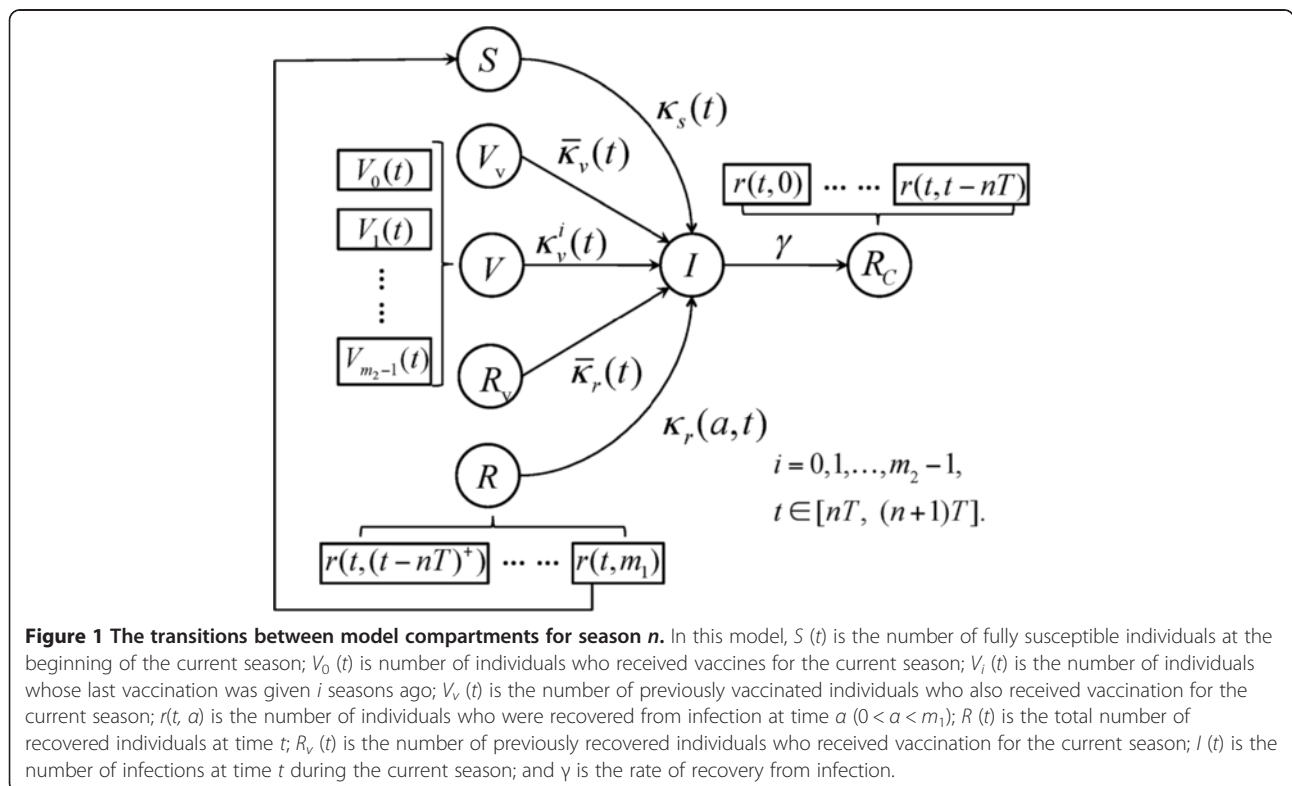 S
κ_s(t)
V_v
κ̄_v(t)
V_0(t)
V_1(t)
⋮
⋮
V_{m_2−1}(t)
V
κ_v^i(t)
I
γ
r(t,0) ... ... r(t,t−nT)
R_C
R_v
κ̄_r(t)
R
κ_r(a,t)
i = 0,1,…,m_2 −1,
t ∈[nT, (n+1)T].
r(t,(t−nT)^+) ... ... r(t,m_1)
Figure 1 The transitions between model compartments for season n. In this model, S (t) is the number of fully susceptible individuals at the
beginning of the current season; V_0 (t) is number of individuals who received vaccines for the current season; V_i (t) is the number of individuals
whose last vaccination was given i seasons ago; V_v (t) is the number of previously vaccinated individuals who also received vaccination for the
current season; r(t, a) is the number of individuals who were recovered from infection at time a (0 < a < m_1); R (t) is the total number of
recovered individuals at time t; R_v (t) is the number of previously recovered individuals who received vaccination for the current season; I (t) is the
number of infections at time t during the current season; and γ is the rate of recovery from infection.